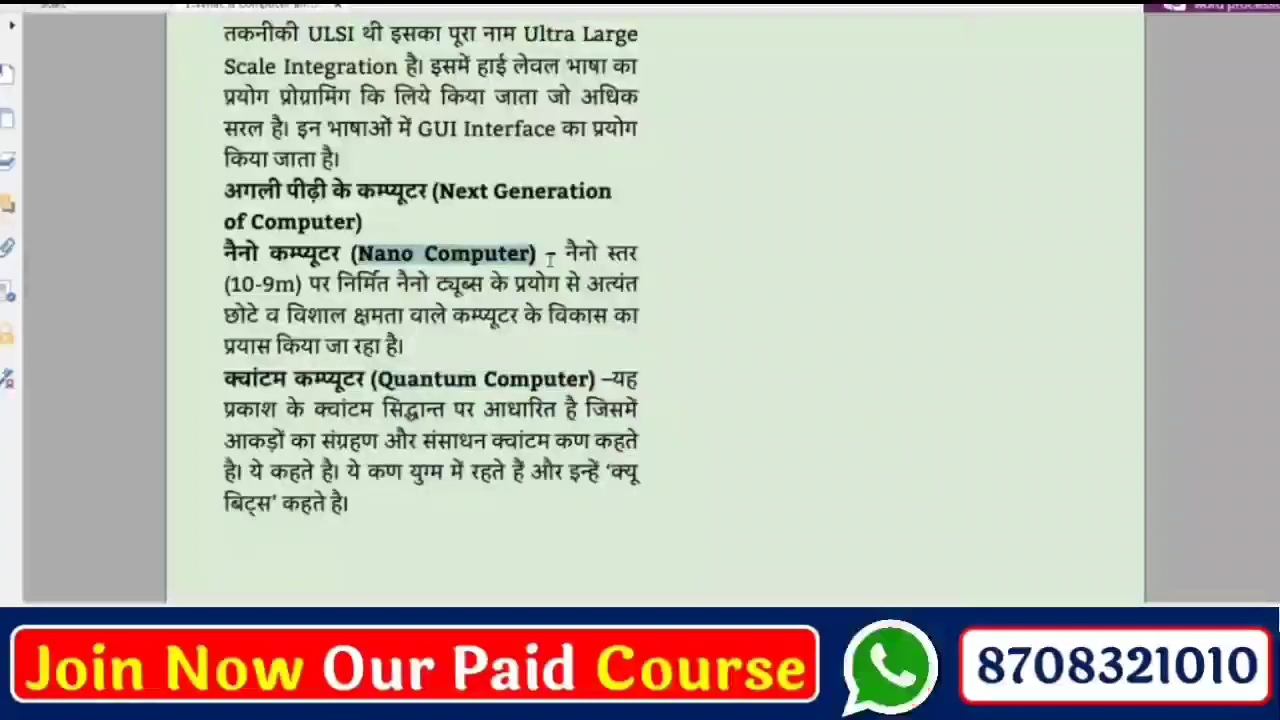 तकनीकी ULSI थी इसका पूरा नाम Ultra Large
Scale Integration है। इसमें हाई लेवल भाषा का
प्रयोग प्रोग्रामिंग कि लिये किया जाता जो अधिक
सरल है। इन भाषाओं में GUI Interface का प्रयोग
किया जाता है।
अगली पीढ़ी के कम्प्यूटर (Next Generation
of Computer)
नैनो कम्प्यूटर (Nano Computer) – नैनो स्तर
(10-9m) पर निर्मित नैनो ट्यूब्स के प्रयोग से अत्यंत
छोटे व विशाल क्षमता वाले कम्प्यूटर के विकास का
प्रयास किया जा रहा है।
क्वांटम कम्प्यूटर (Quantum Computer) –यह
प्रकाश के क्वांटम सिद्धान्त पर आधारित है जिसमें
आकड़ों का संग्रहण और संसाधन क्वांटम कण कहते
है। ये कहते है। ये कण युग्म में रहते हैं और इन्हें ‘क्यू
बिट्स’ कहते है।
Join Now Our Paid Course
8708321010